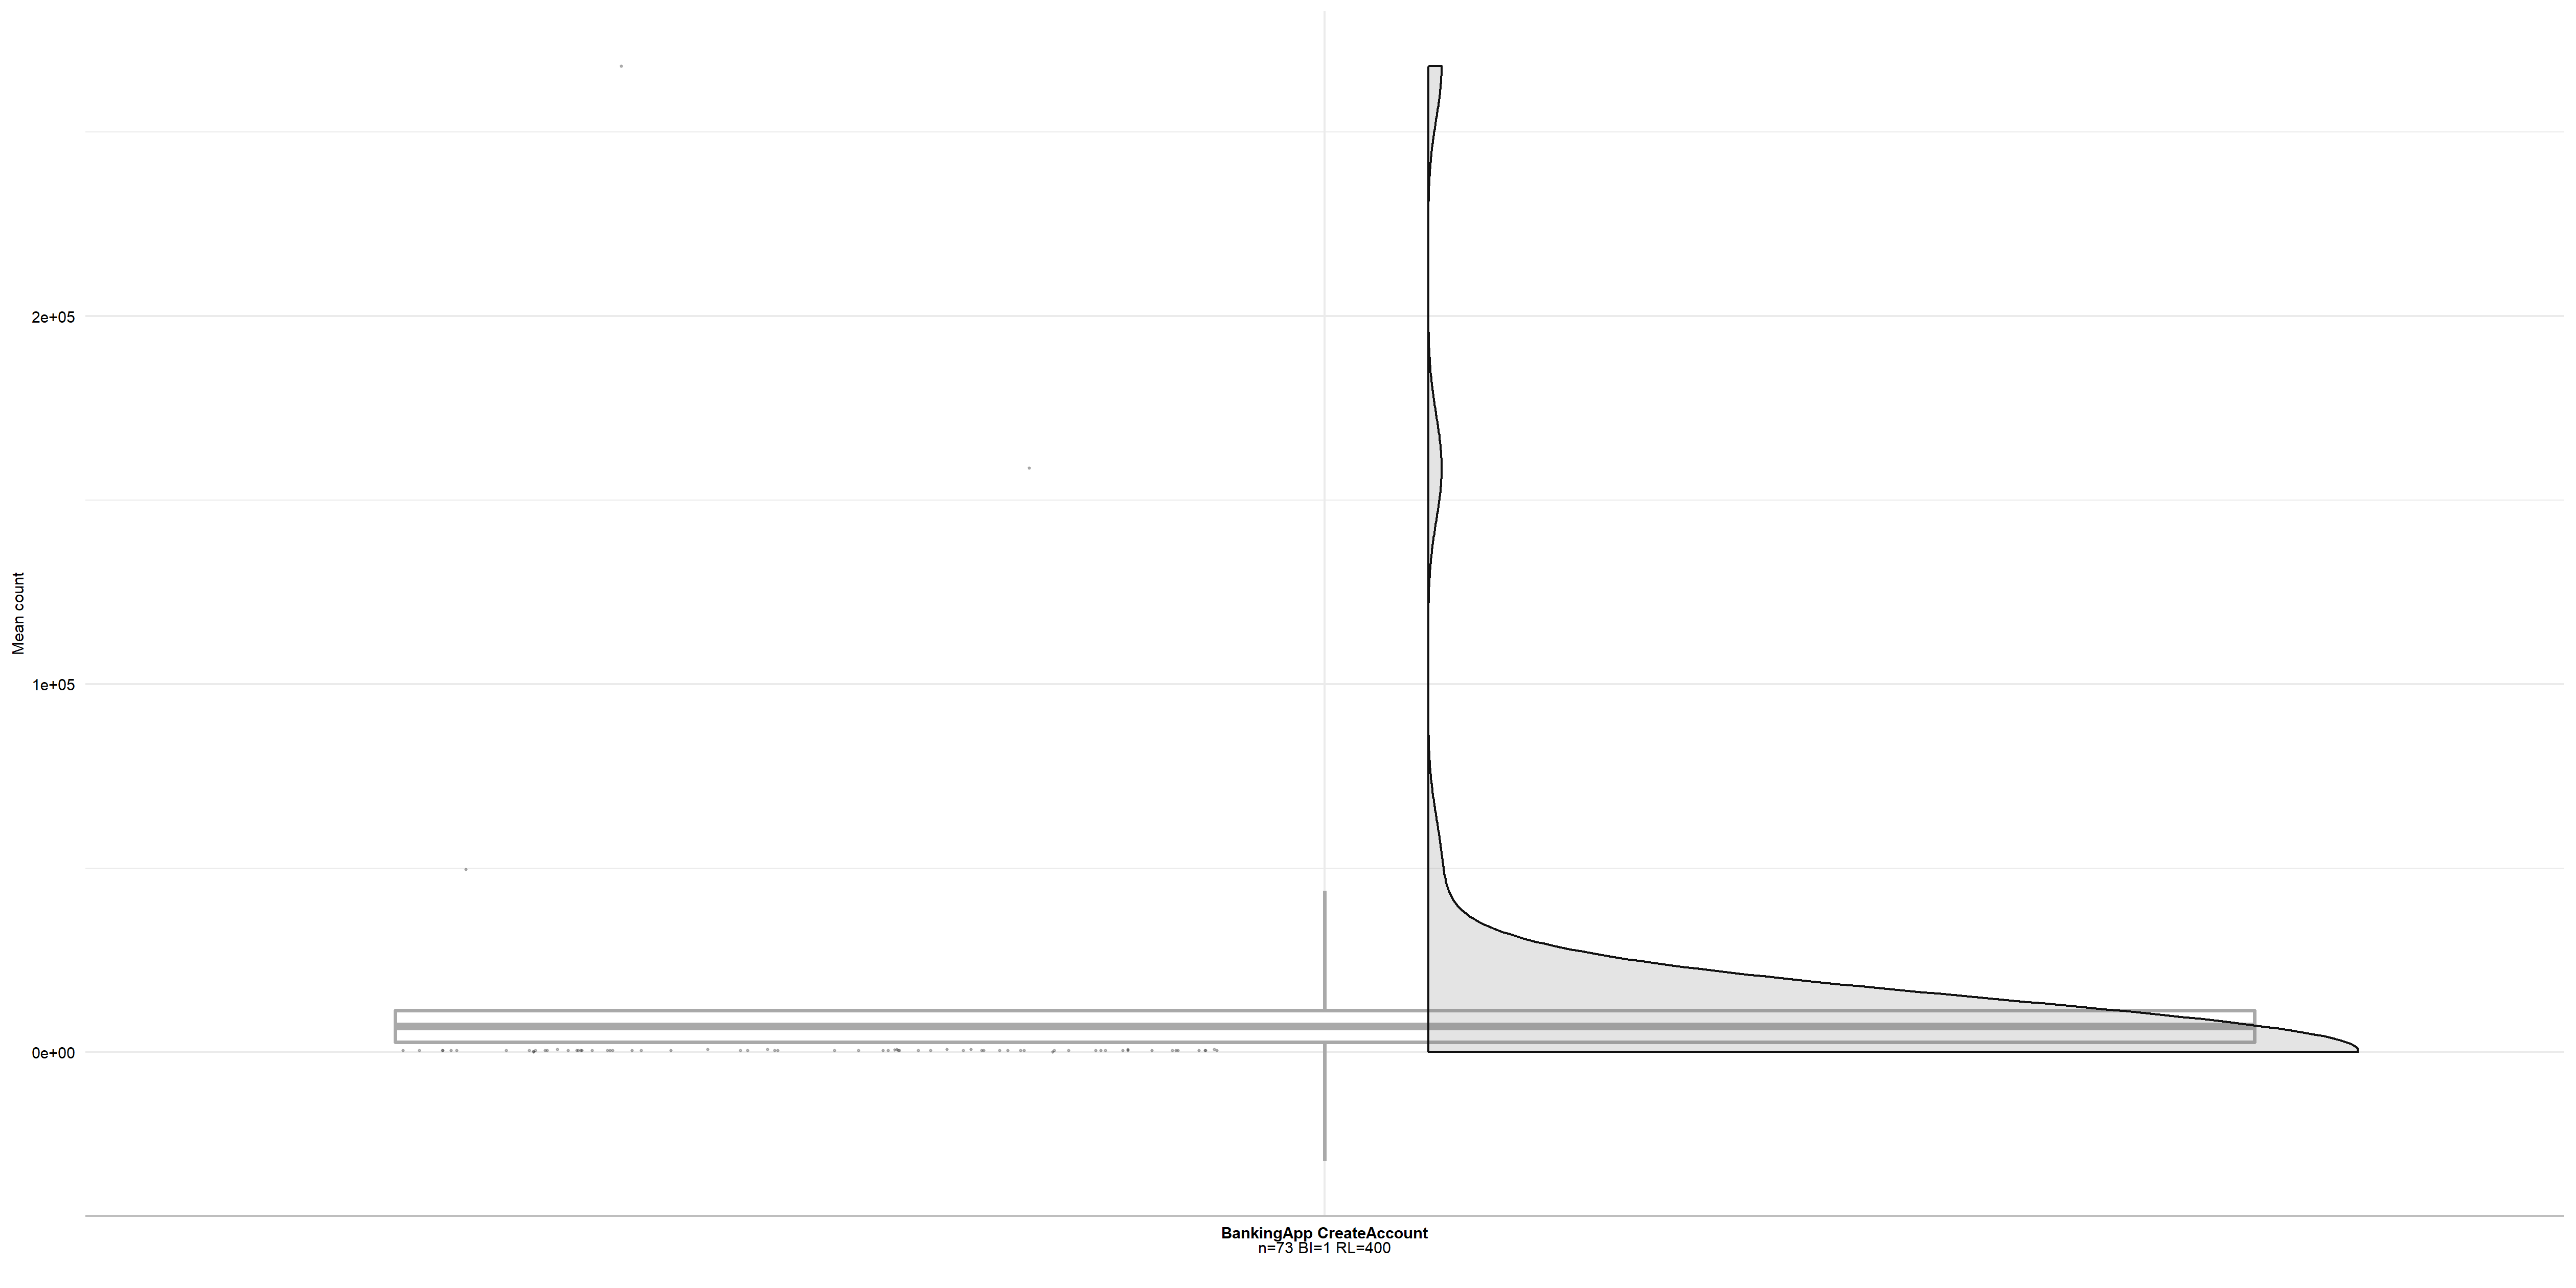 Mean count
2e+05
1e+05
0e+00
BankingApp CreateAccount
n=73 BI=1 RL=400